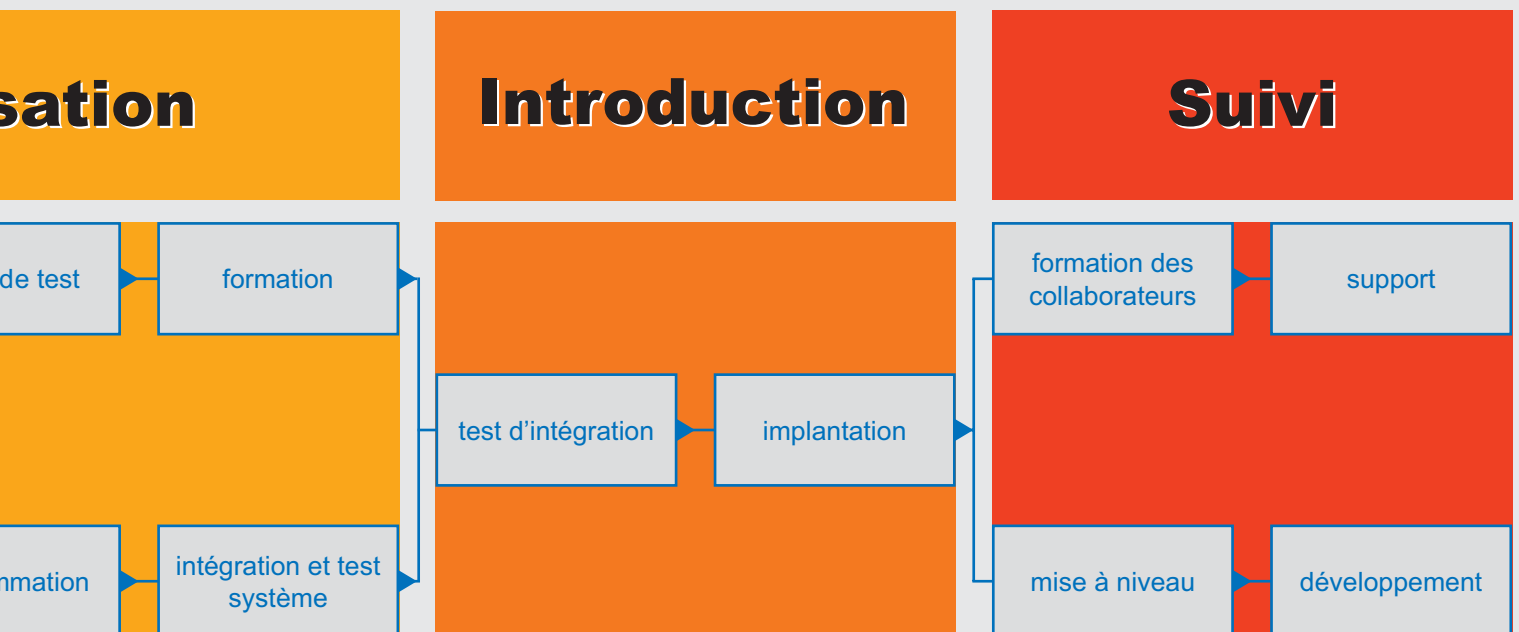 sation
Introduction
Suivi
de test
formation
formation des
collaborateurs
support
test d’intégration
implantation
mmation
intégration et test
système
mise à niveau
développement